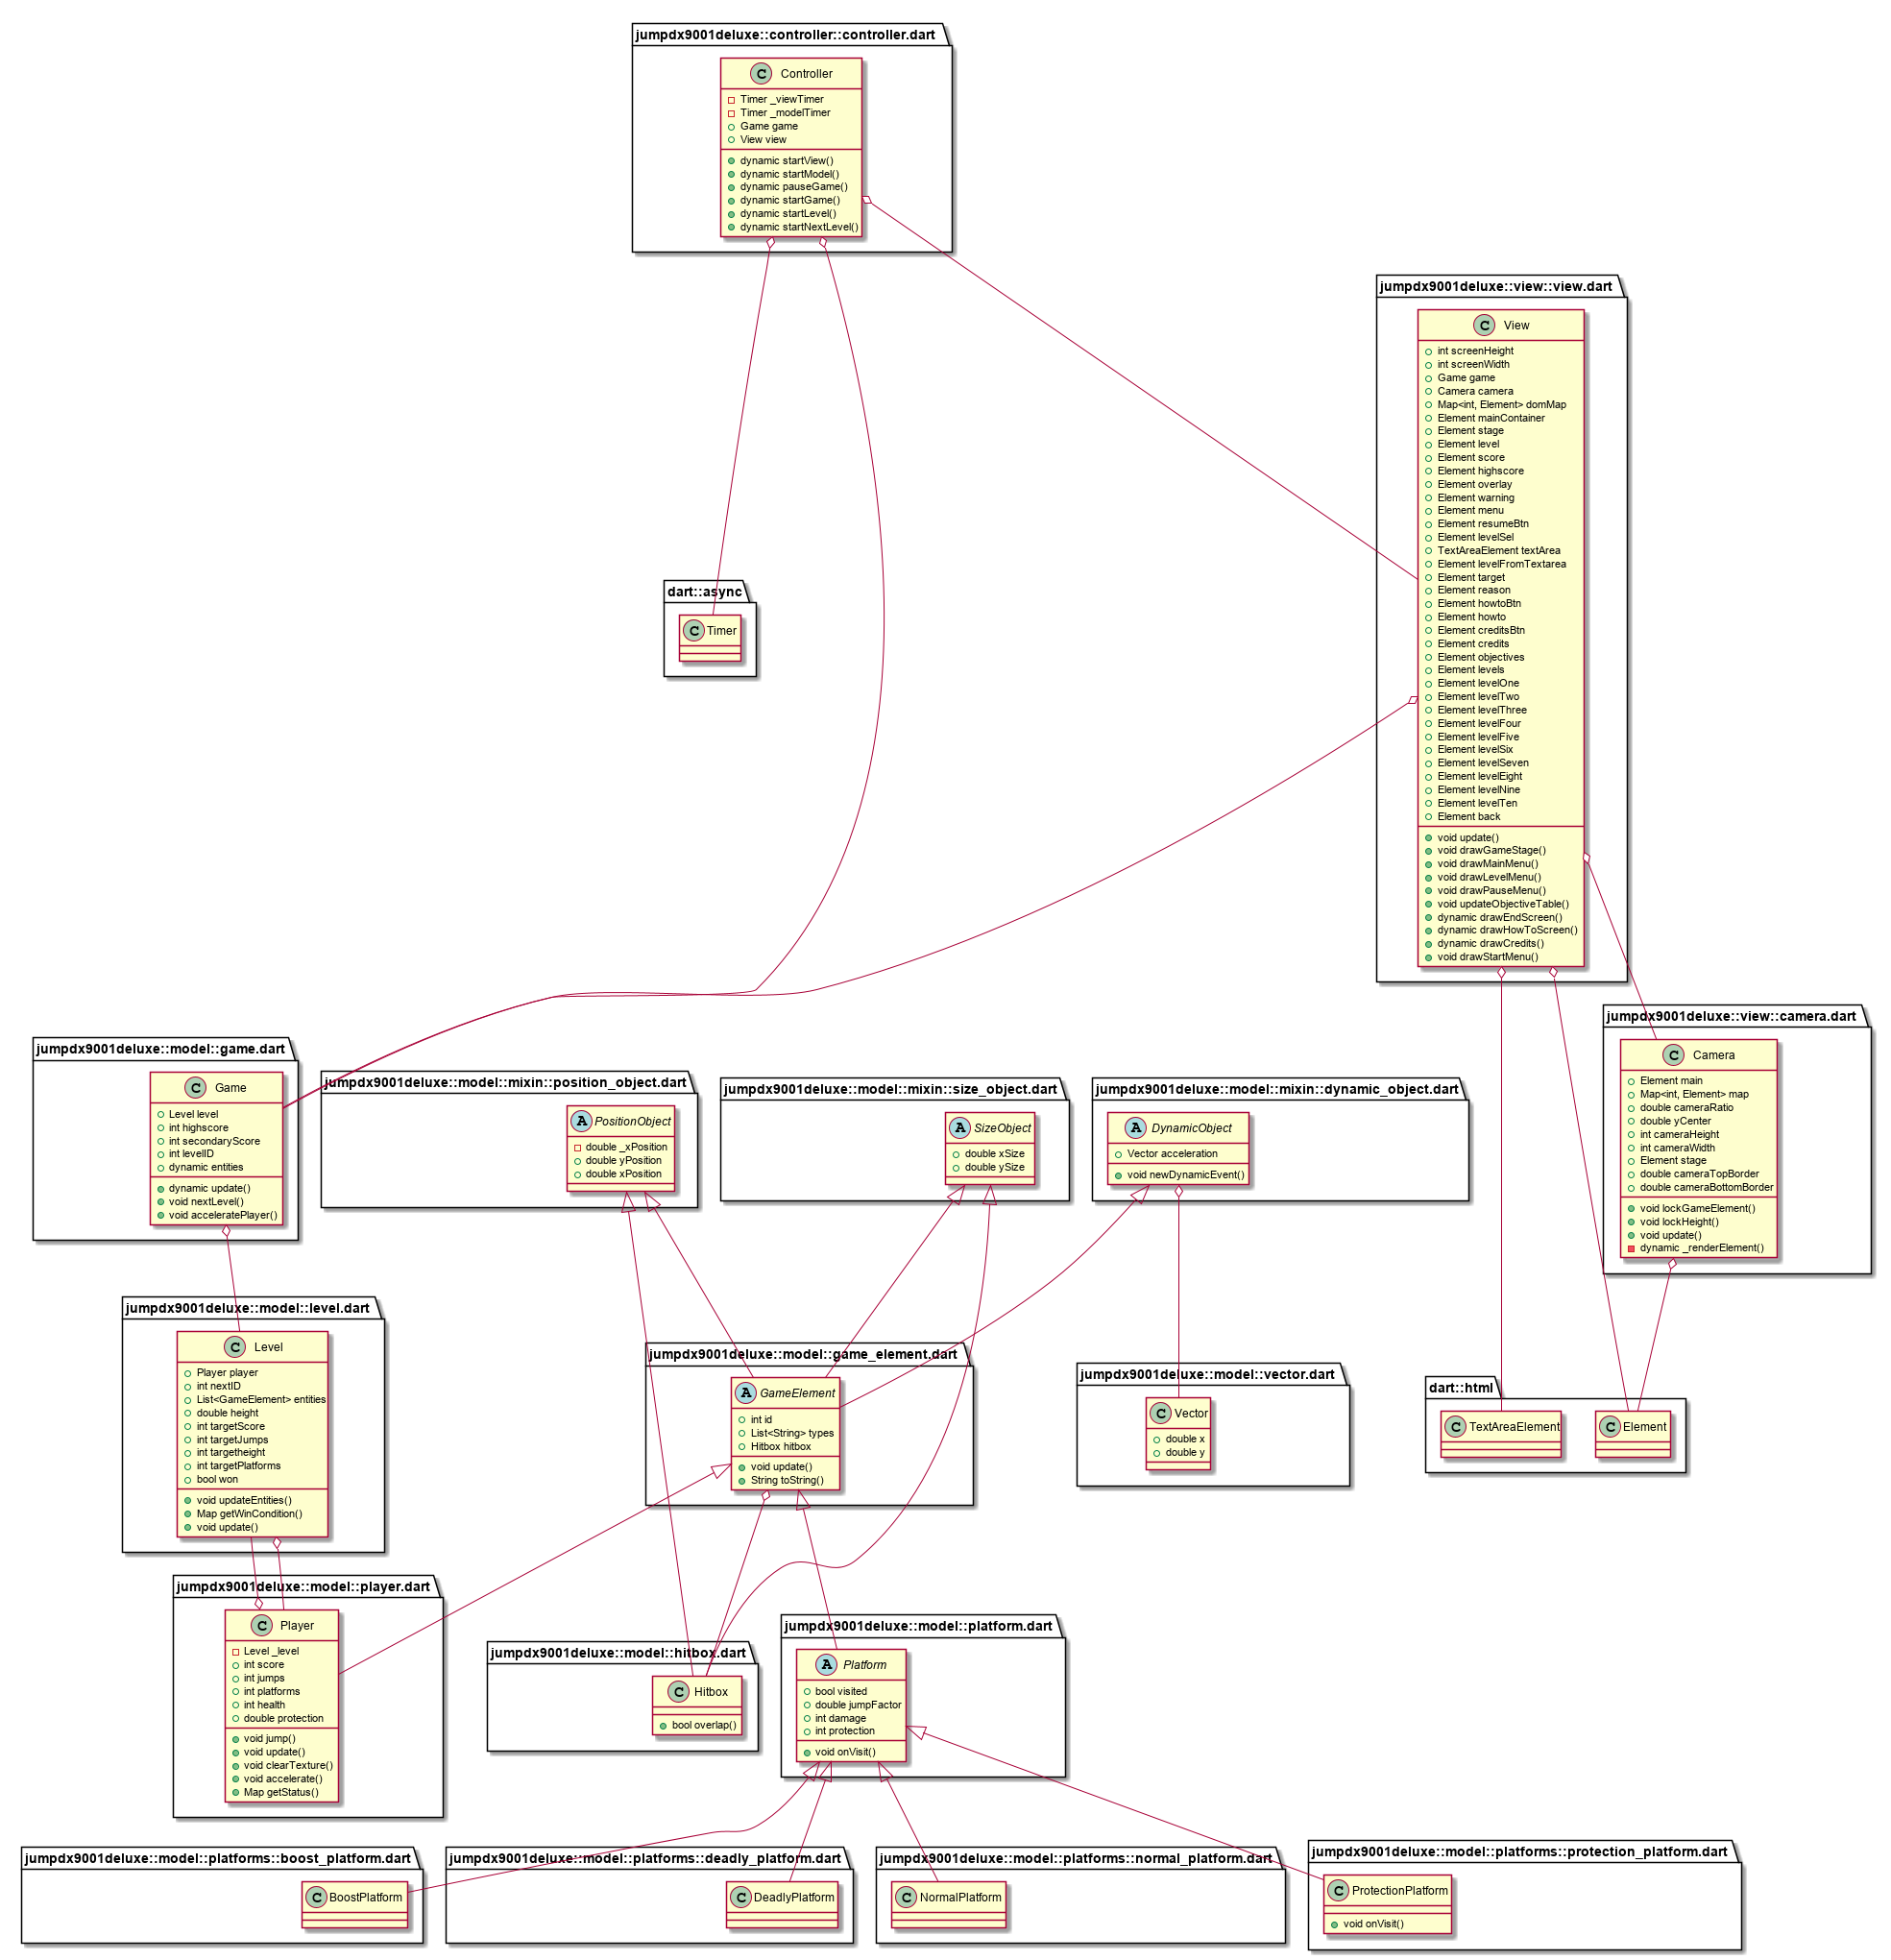 jumpdx9001deluxe::controller::controller.dart
C Controller
Timer _viewTimer
Timer _modelTimer
Game game
View view
dynamic startView()
dynamic startModel()
dynamic pauseGame()
dynamic startGame()
dynamic startLevel()
dynamic startNextLevel()
jumpdx9001deluxe::view::view.dart
C View
int screenHeight
int screenWidth
Game game
Camera camera
Map<int, Element> domMap
Element mainContainer
Element stage
Element level
Element score
Element highscore
Element overlay
Element warning
Element menu
Element resumeBtn
Element levelSel
TextAreaElement textArea
Element levelFromTextarea
Element target
Element reason
Element howtoBtn
Element howto
Element creditsBtn
Element credits
Element objectives
Element levels
Element levelOne
Element levelTwo
Element levelThree
Element levelFour
Element levelFive
Element levelSix
Element levelSeven
Element levelEight
Element levelNine
Element levelTen
Element back
void update()
void drawGameStage()
void drawMainMenu()
void drawLevelMenu()
void drawPauseMenu()
void updateObjectiveTable()
dynamic drawEndScreen()
dynamic drawHowToScreen()
dynamic drawCredits()
void drawStartMenu()
dart::async
C Timer
jumpdx9001deluxe::view::camera.dart
C Camera
Element main
Map<int, Element> map
double cameraRatio
double yCenter
int cameraHeight
int cameraWidth
Element stage
double cameraTopBorder
double cameraBottomBorder
void lockGameElement()
void lockHeight()
void update()
dynamic _renderElement()
jumpdx9001deluxe::model::game.dart
C Game
Level level
int highscore
int secondaryScore
int levelID
dynamic entities
dynamic update()
void nextLevel()
void acceleratePlayer()
jumpdx9001deluxe::model::mixin::position_object.dart
A PositionObject
double _xPosition
double yPosition
double xPosition
jumpdx9001deluxe::model::mixin::size_object.dart
A SizeObject
double xSize
double ySize
jumpdx9001deluxe::model::mixin::dynamic_object.dart
A DynamicObject
Vector acceleration
void newDynamicEvent()
jumpdx9001deluxe::model::level.dart
C Level
Player player
int nextID
List<GameElement> entities
double height
int targetScore
int targetJumps
int targetheight
int targetPlatforms
bool won
void updateEntities()
Map getWinCondition()
void update()
jumpdx9001deluxe::model::game_element.dart
A GameElement
int id
List<String> types
Hitbox hitbox
void update()
String toString()
jumpdx9001deluxe::model::vector.dart
C Vector
double x
double y
dart::html
C TextAreaElement
C Element
jumpdx9001deluxe::model::player.dart
C Player
Level _level
int score
int jumps
int platforms
int health
double protection
void jump()
void update()
void clearTexture()
void accelerate()
Map getStatus()
jumpdx9001deluxe::model::hitbox.dart
C Hitbox
bool overlap()
jumpdx9001deluxe::model::platform.dart
A Platform
bool visited
double jumpFactor
int damage
int protection
void onVisit()
jumpdx9001deluxe::model::platforms::boost_platform.dart
C BoostPlatform
jumpdx9001deluxe::model::platforms::deadly_platform.dart
C DeadlyPlatform
jumpdx9001deluxe::model::platforms::normal_platform.dart
C NormalPlatform
jumpdx9001deluxe::model::platforms::protection_platform.dart
C ProtectionPlatform
void onVisit()